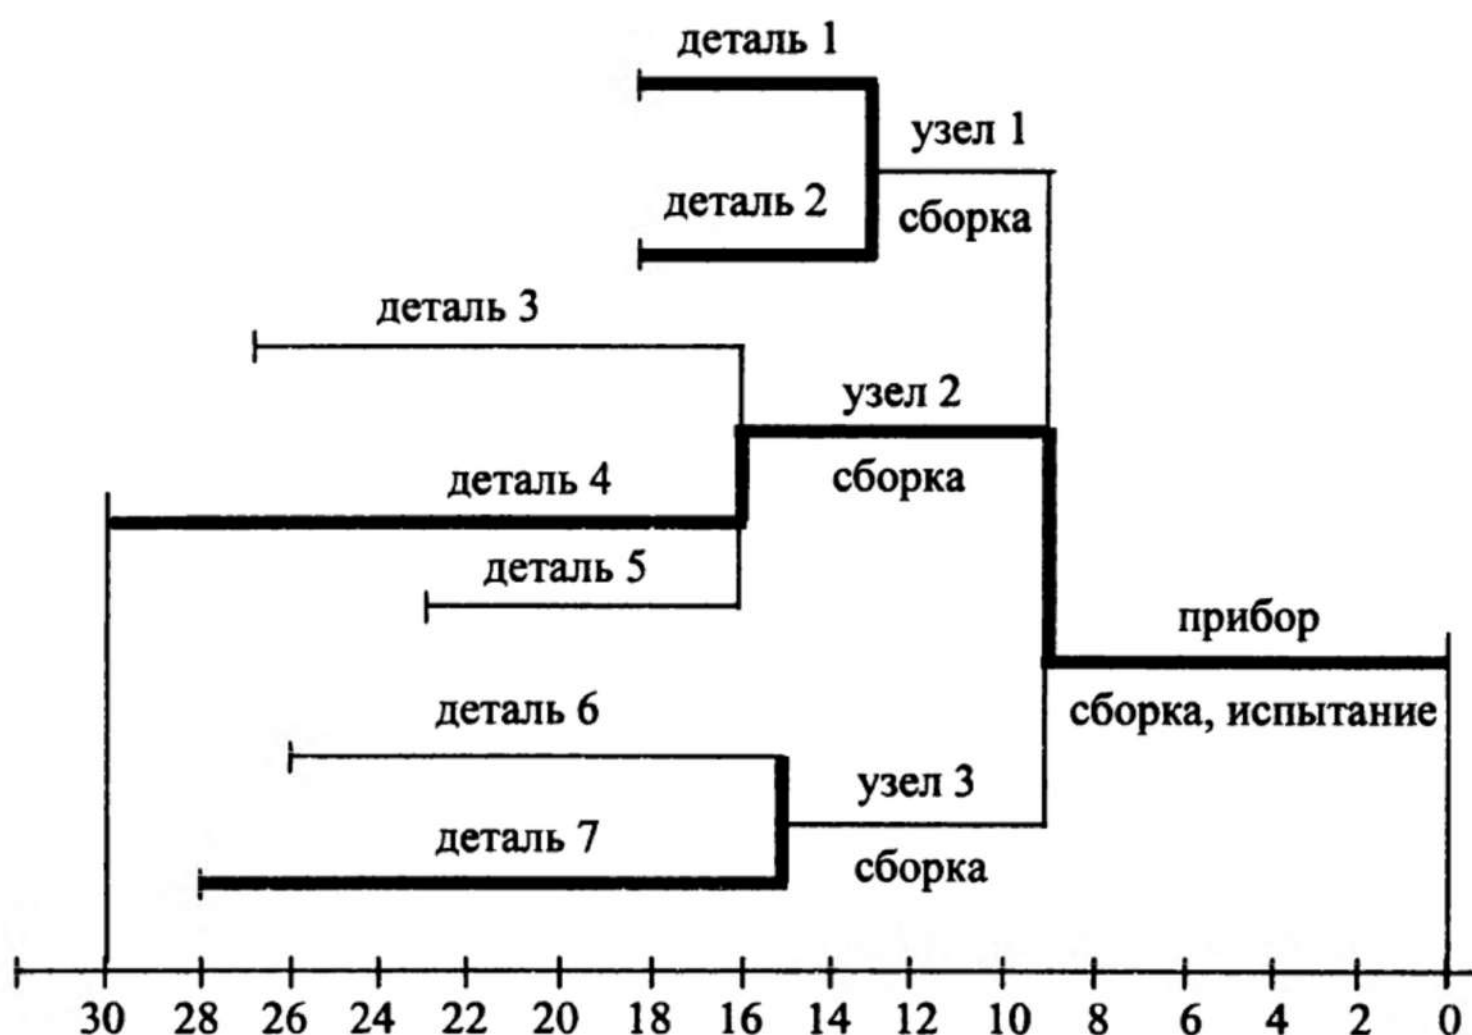 деталь 1
узел 1
деталь 2
сборка
деталь 3
узел 2
деталь 4
сборка
деталь 5
прибор
деталь 6
сборка, испытание
узел 3
деталь 7
сборка
30 28 26 24 22 20 18 16 14 12 10 8 6 4 2 0